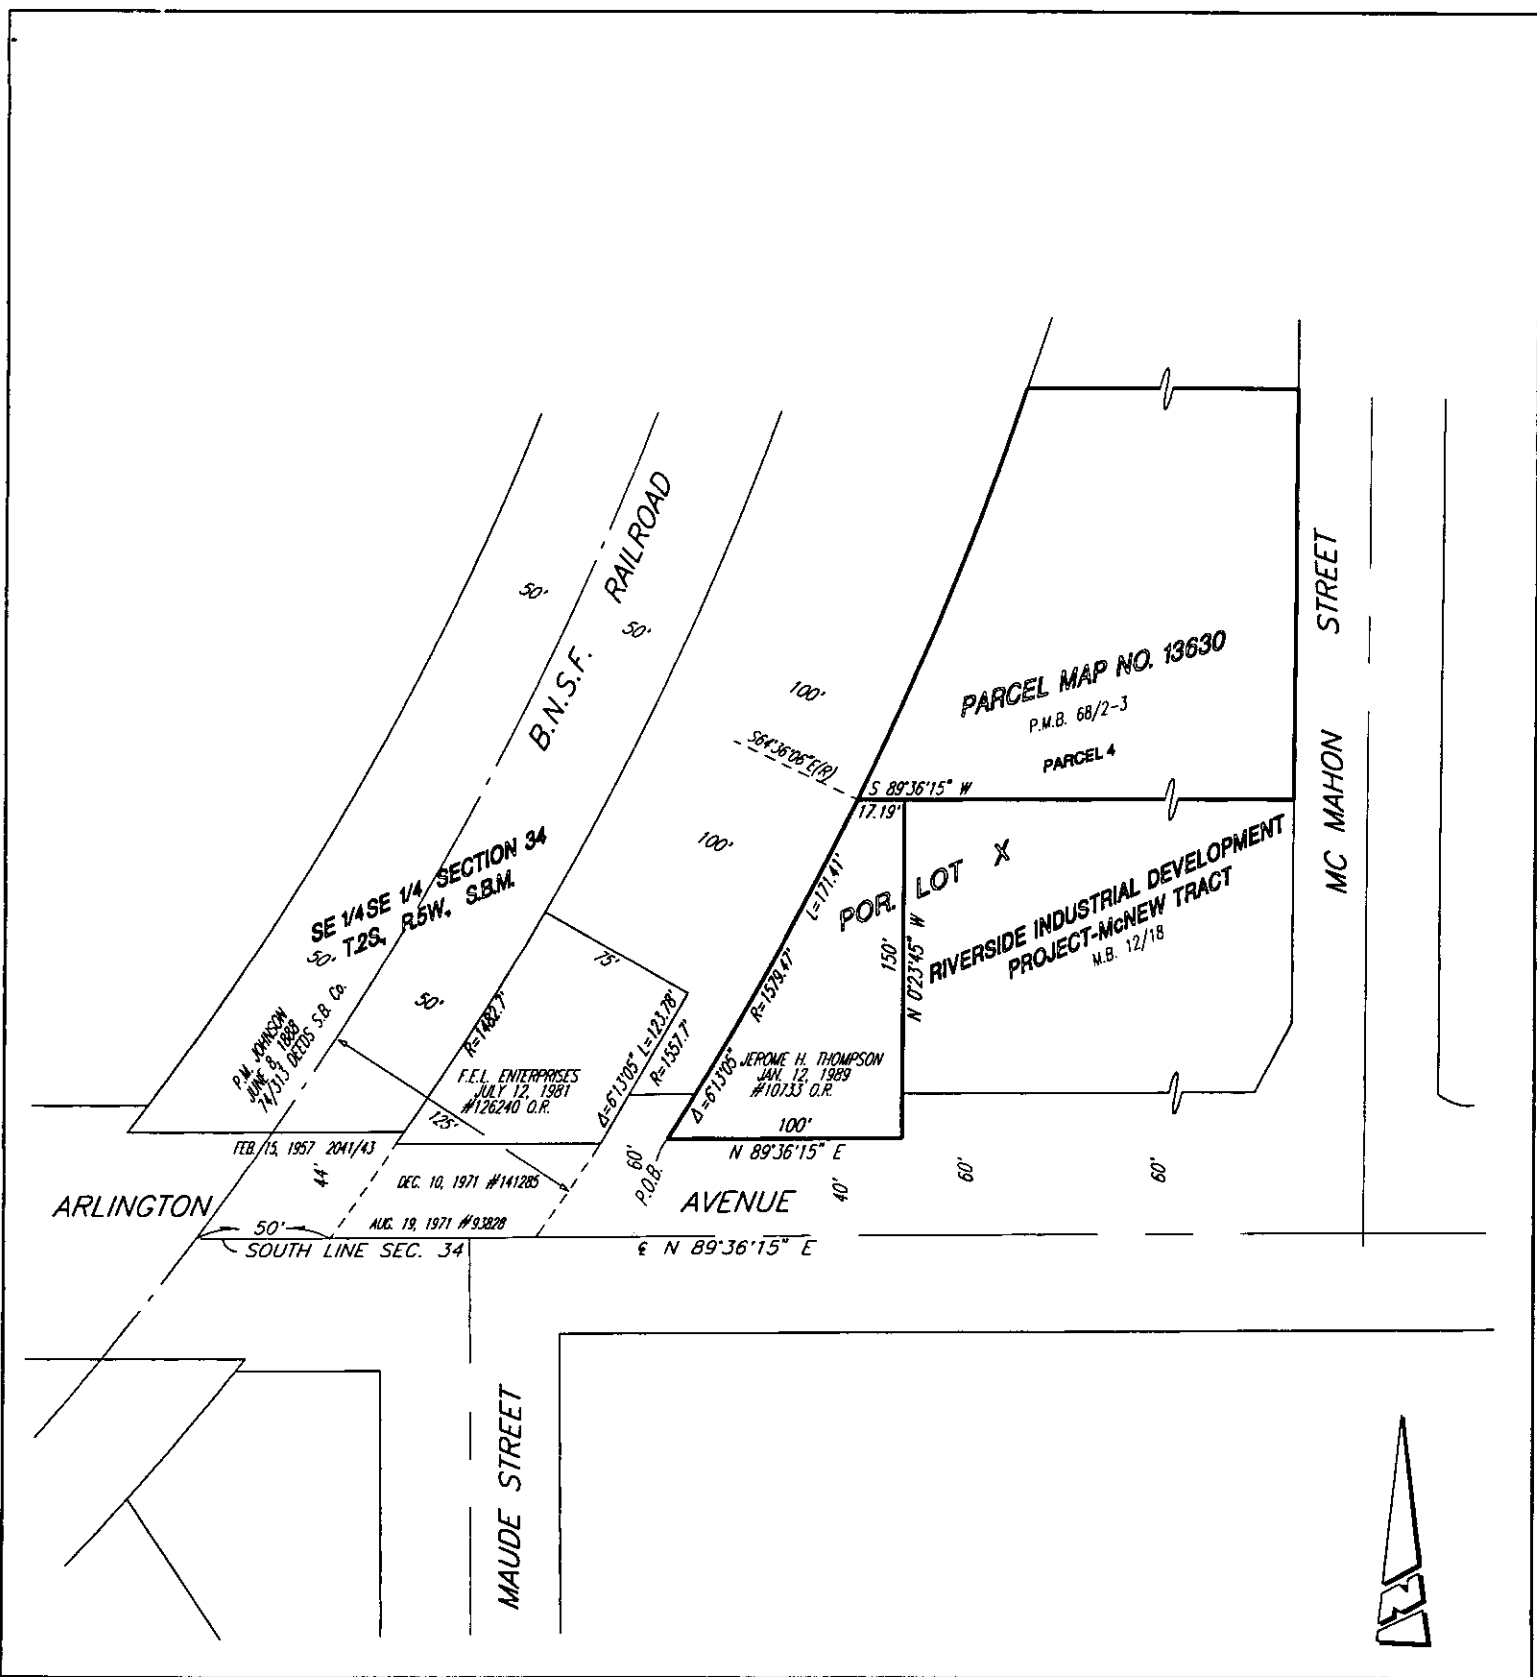 50'
B.N.S.F. RAILROAD
50'
100'
PARCEL MAP NO. 13630
P.M.B. 68/2-3
PARCEL 4
MC MAHON STREET
S64°36'06"E(R)
S 89°36'15" W
17.19'
100'
SE 1/4 SE 1/4 SECTION 34
T.2S., R.5W., S.B.M.
50'
L=171.41'
POR. LOT X
RIVERSIDE INDUSTRIAL DEVELOPMENT
PROJECT-McNEW TRACT
M.B. 12/18
150'
N 0°23'45" W
75'
R=1579.47'
P.M. JOHNSON
JUNE 8, 1888
74/313 DEEDS S.B. Co.
50'
R=1482.7'
F.E.L. ENTERPRISES
JULY 12, 1981
#126240 O.R.
125'
Δ=6°13'05" L=123.78'
R=1557.7'
Δ=6°13'05"
JEROME H. THOMPSON
JAN. 12, 1989
#10733 O.R.
100'
N 89°36'15" E
FEB. 15, 1957 2041/43
44'
DEC. 10, 1971 #141285
AUG. 19, 1971 #93828
60'
P.O.B.
40'
60'
60'
ARLINGTON AVENUE
50'
SOUTH LINE SEC. 34
℄ N 89°36'15" E
MAUDE STREET
N